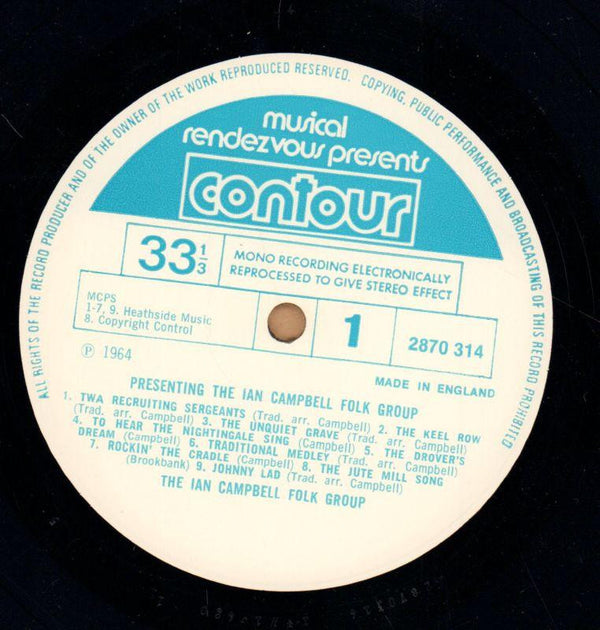 ALL RIGHTS OF THE RECORD PRODUCER AND OF THE OWNER OF THE WORK REPRODUCED RESERVED. COPYING, PUBLIC PERFORMANCE AND BROADCASTING OF THIS RECORD PROHIBITED
musical
rendezvous presents
contour
33 1/3
MONO RECORDING ELECTRONICALLY
REPROCESSED TO GIVE STEREO EFFECT
MCPS
1-7, 9. Heathside Music
8. Copyright Control
1
2870 314
Ⓟ 1964
MADE IN ENGLAND
PRESENTING THE IAN CAMPBELL FOLK GROUP
1. TWA RECRUITING SERGEANTS (Trad. arr. Campbell) 2. THE KEEL ROW
(Trad. arr. Campbell) 3. THE UNQUIET GRAVE (Trad. arr. Campbell)
4. TO HEAR THE NIGHTINGALE SING (Campbell) 5. THE DROVER'S
DREAM (Campbell) 6. TRADITIONAL MEDLEY (Trad. arr. Campbell)
7. ROCKIN' THE CRADLE (Campbell) 8. THE JUTE MILL SONG
(Brookbank) 9. JOHNNY LAD (Trad. arr. Campbell)
THE IAN CAMPBELL FOLK GROUP